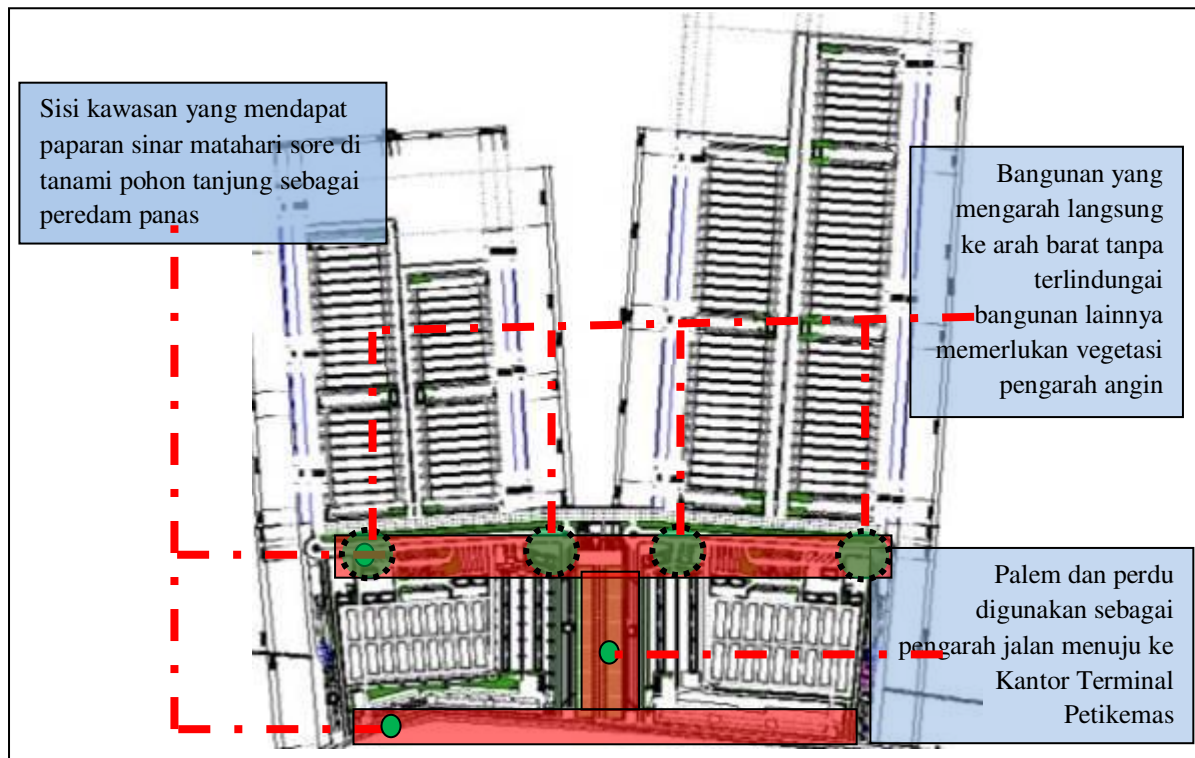 Sisi kawasan yang mendapat
paparan sinar matahari sore di
tanami pohon tanjung sebagai
peredam panas
Bangunan yang
mengarah langsung
ke arah barat tanpa
terlindungai
bangunan lainnya
memerlukan vegetasi
pengarah angin
Palem dan perdu
digunakan sebagai
pengarah jalan menuju ke
Kantor Terminal
Petikemas